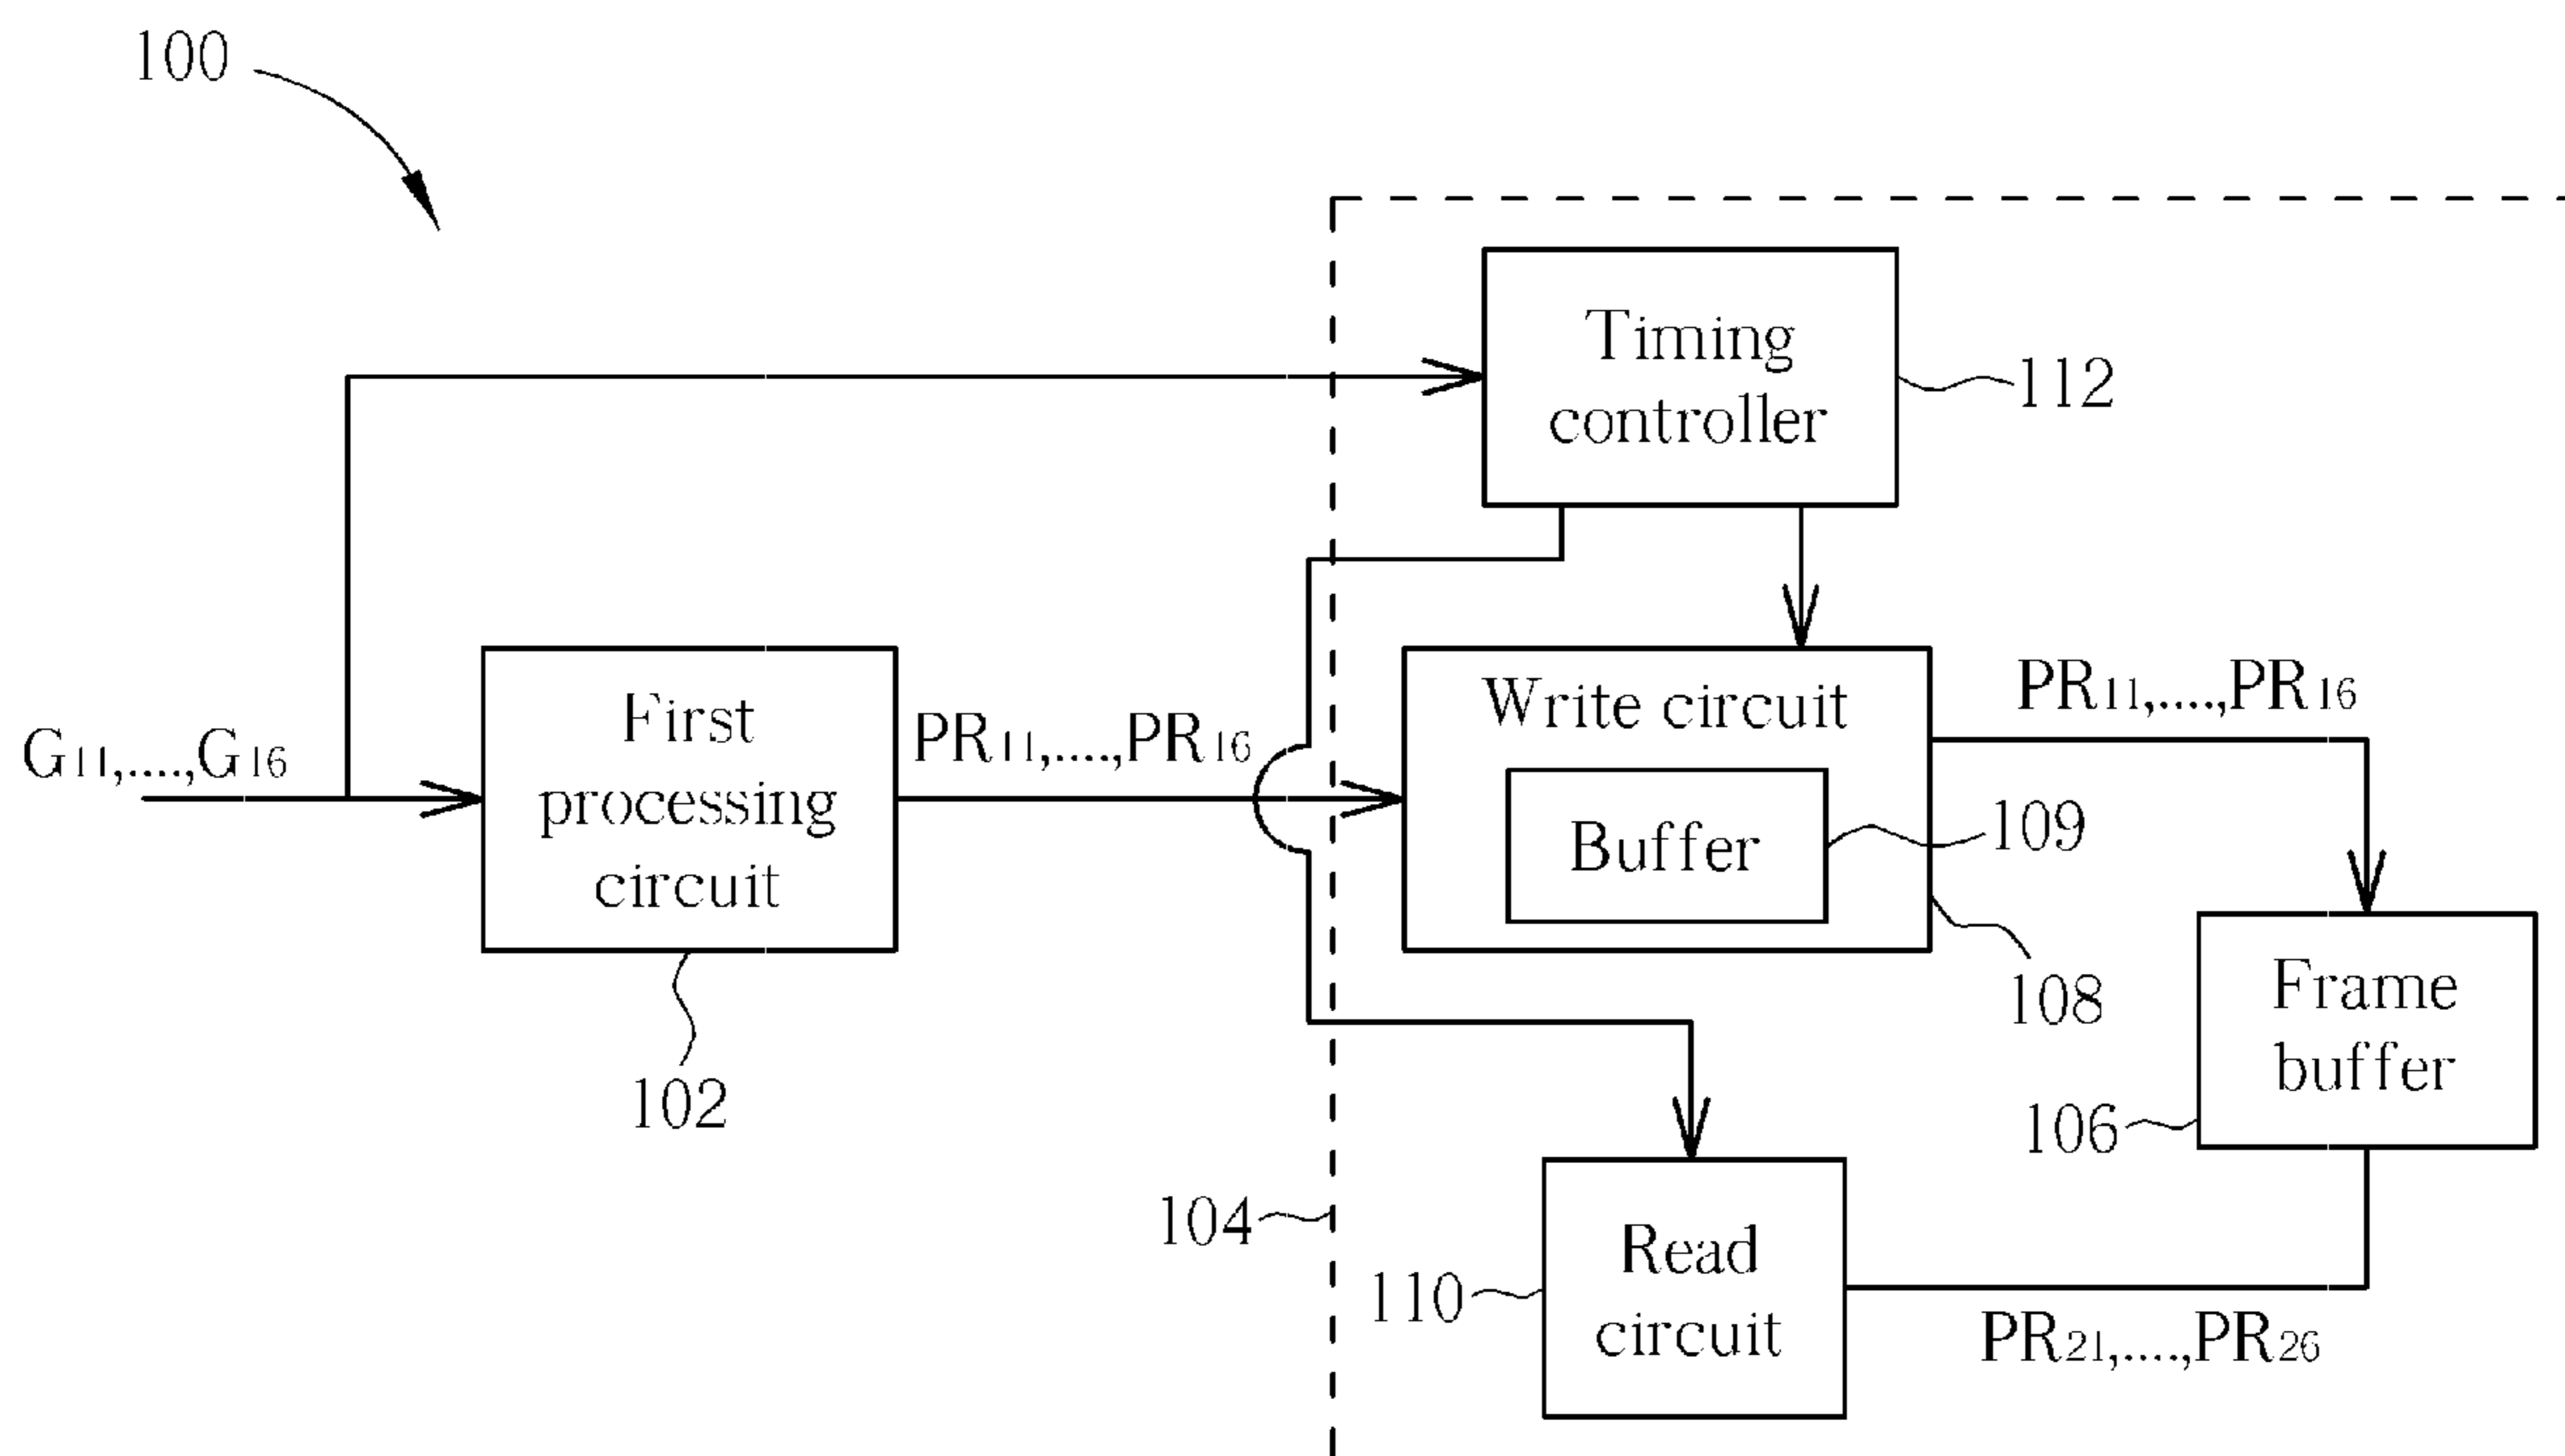 100
Timing
controller
112
G11,....,G16
First
processing
circuit
102
PR11,....,PR16
Write circuit
Buffer
109
108
PR11,....,PR16
Frame
buffer
106
104
110
Read
circuit
PR21,....,PR26